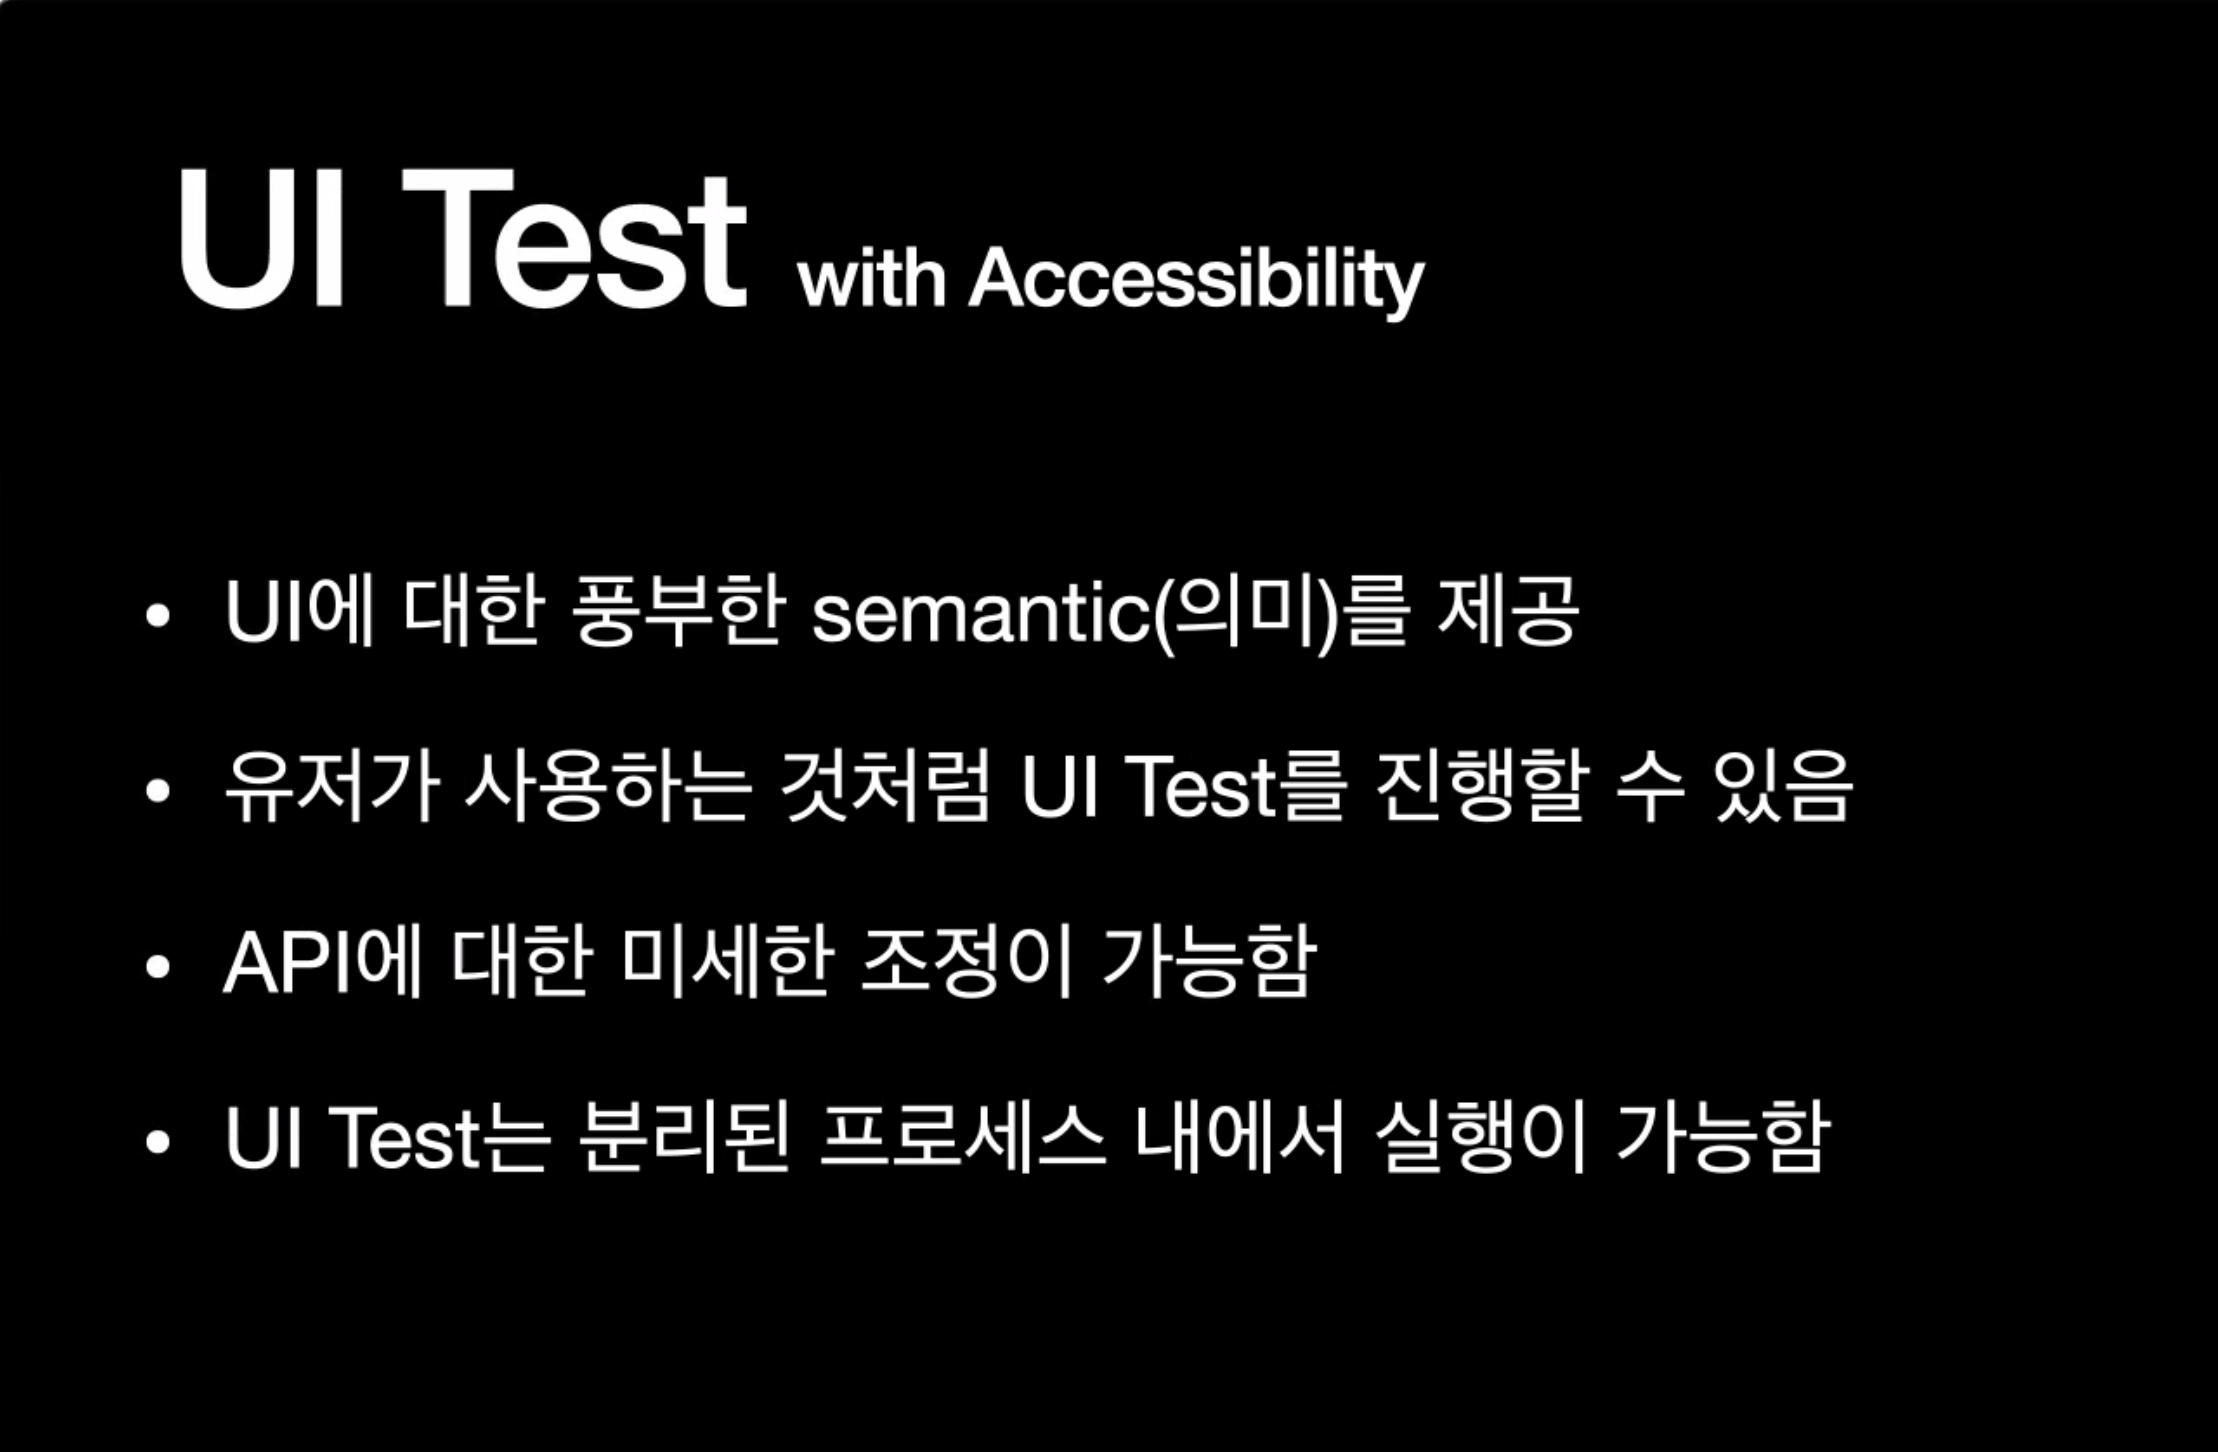 UI Test with Accessibility
• UI에 대한 풍부한 semantic(의미)를 제공
• 유저가 사용하는 것처럼 UI Test를 진행할 수 있음
• API에 대한 미세한 조정이 가능함
• UI Test는 분리된 프로세스 내에서 실행이 가능함